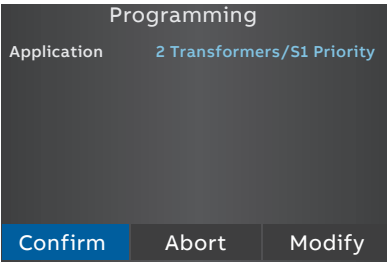 Programming
Application 2 Transformers/S1 Priority
Confirm Abort Modify